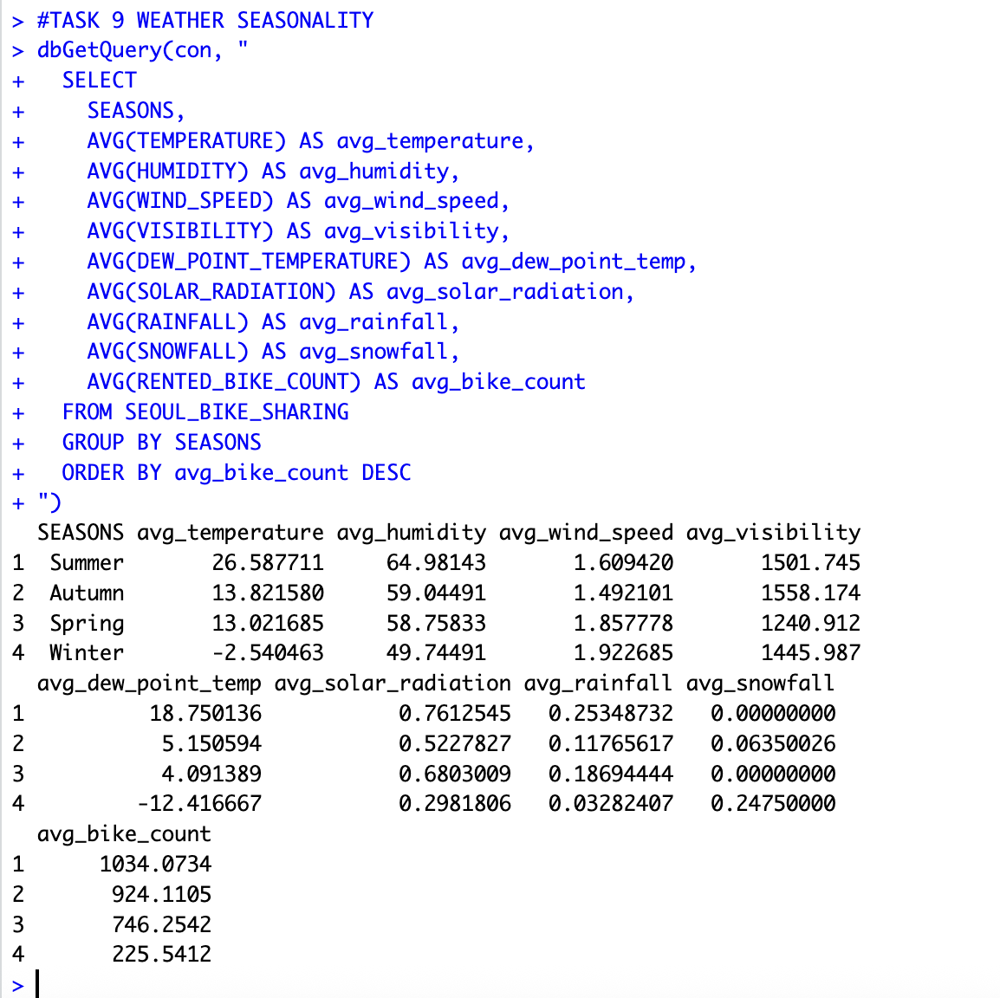 > #TASK 9 WEATHER SEASONALITY
> dbGetQuery(con, "
+   SELECT
+     SEASONS,
+     AVG(TEMPERATURE) AS avg_temperature,
+     AVG(HUMIDITY) AS avg_humidity,
+     AVG(WIND_SPEED) AS avg_wind_speed,
+     AVG(VISIBILITY) AS avg_visibility,
+     AVG(DEW_POINT_TEMPERATURE) AS avg_dew_point_temp,
+     AVG(SOLAR_RADIATION) AS avg_solar_radiation,
+     AVG(RAINFALL) AS avg_rainfall,
+     AVG(SNOWFALL) AS avg_snowfall,
+     AVG(RENTED_BIKE_COUNT) AS avg_bike_count
+   FROM SEOUL_BIKE_SHARING
+   GROUP BY SEASONS
+   ORDER BY avg_bike_count DESC
+ ")
  SEASONS avg_temperature avg_humidity avg_wind_speed avg_visibility
1  Summer       26.587711     64.98143       1.609420       1501.745
2  Autumn       13.821580     59.04491       1.492101       1558.174
3  Spring       13.021685     58.75833       1.857778       1240.912
4  Winter       -2.540463     49.74491       1.922685       1445.987
  avg_dew_point_temp avg_solar_radiation avg_rainfall avg_snowfall
1          18.750136           0.7612545   0.25348732   0.00000000
2           5.150594           0.5227827   0.11765617   0.06350026
3           4.091389           0.6803009   0.18694444   0.00000000
4         -12.416667           0.2981806   0.03282407   0.24750000
  avg_bike_count
1      1034.0734
2       924.1105
3       746.2542
4       225.5412
>